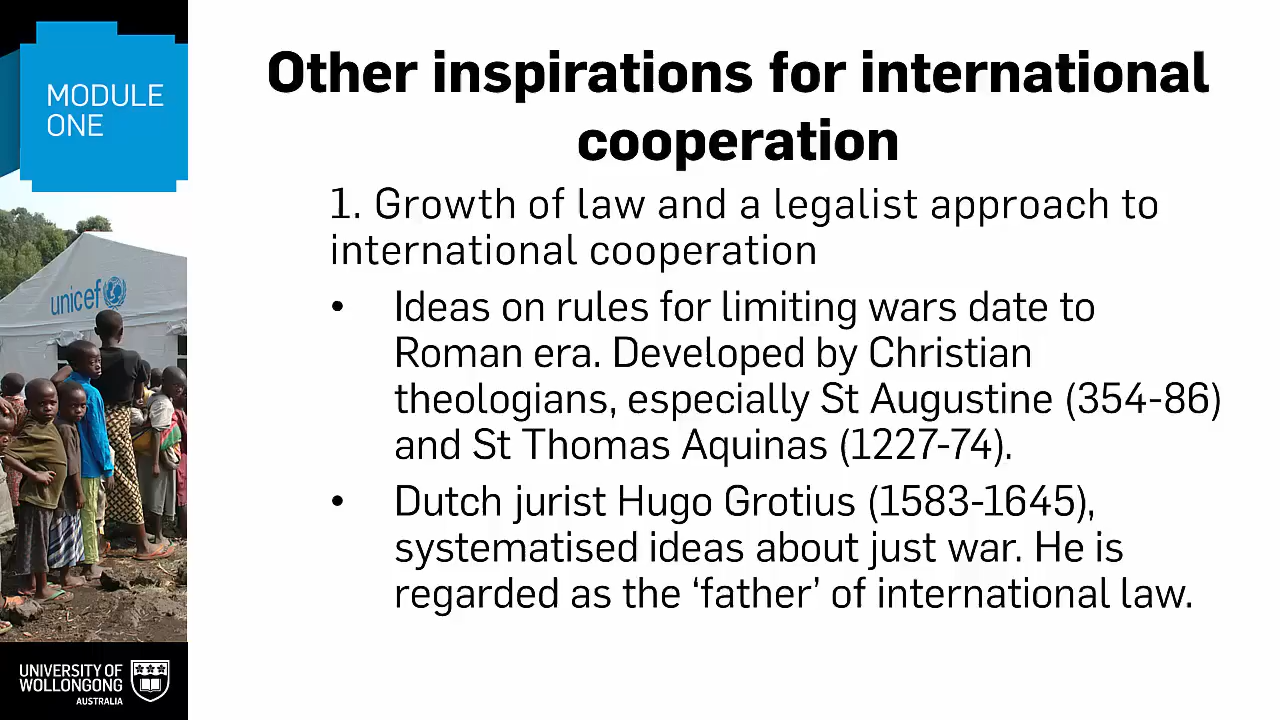 MODULE
ONE
Other inspirations for international
cooperation
1. Growth of law and a legalist approach to
international cooperation
• Ideas on rules for limiting wars date to
Roman era. Developed by Christian
theologians, especially St Augustine (354-86)
and St Thomas Aquinas (1227-74).
• Dutch jurist Hugo Grotius (1583-1645),
systematised ideas about just war. He is
regarded as the ‘father’ of international law.
unicef
UNIVERSITY OF
WOLLONGONG
AUSTRALIA